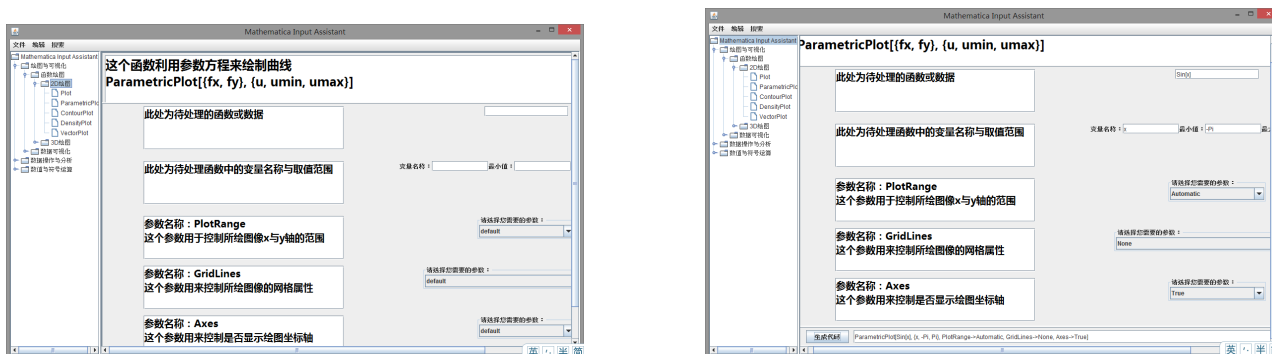 Mathematica Input Assistant
文件 编辑 搜索
Mathematica Input Assistant
绘图与可视化
函数绘图
2D绘图
Plot
ParametricPlo
ContourPlot
DensityPlot
VectorPlot
3D绘图
数据可视化
数据操作与分析
数值与符号运算
这个函数利用参数方程来绘制曲线
ParametricPlot[{fx, fy}, {u, umin, umax}]
此处为待处理的函数或数据
此处为待处理函数中的变量名称与取值范围
变量名称： 最小值：
参数名称：PlotRange
这个参数用于控制所绘图像x与y轴的范围
请选择您需要的参数：
default
参数名称：GridLines
这个参数用来控制所绘图像的网格属性
请选择您需要的参数：
default
参数名称：Axes
这个参数用来控制是否显示绘图坐标轴
请选择您需要的参数：
default
英 半 简
Mathematica Input Assistant
文件 编辑 搜索
Mathematica Input Assistant
绘图与可视化
函数绘图
2D绘图
Plot
ParametricPlo
ContourPlot
DensityPlot
VectorPlot
3D绘图
数据可视化
数据操作与分析
数值与符号运算
ParametricPlot[{fx, fy}, {u, umin, umax}]
此处为待处理的函数或数据
Sin[x]
此处为待处理函数中的变量名称与取值范围
变量名称：x 最小值：-Pi 最
参数名称：PlotRange
这个参数用于控制所绘图像x与y轴的范围
请选择您需要的参数：
Automatic
参数名称：GridLines
这个参数用来控制所绘图像的网格属性
请选择您需要的参数：
None
参数名称：Axes
这个参数用来控制是否显示绘图坐标轴
请选择您需要的参数：
True
生成代码 ParametricPlot[Sin[x], {x, -Pi, Pi}, PlotRange->Automatic, GridLines->None, Axes->True]
英 半